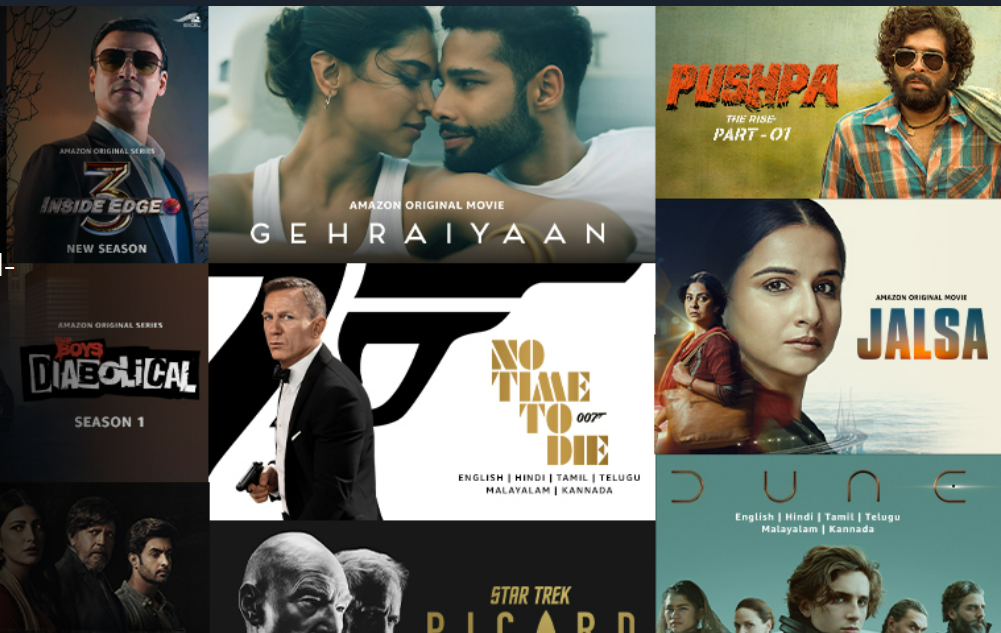 AMAZON ORIGINAL SERIES
3
INSIDE EDGE
NEW SEASON
AMAZON ORIGINAL MOVIE
GEHRAIYAAN
PUSHPA
THE RISE
PART - 01
AMAZON ORIGINAL SERIES
THE BOYS
DIABOLICAL
SEASON 1
NO
TIME
TO
007
DIE
ENGLISH | HINDI | TAMIL | TELUGU
MALAYALAM | KANNADA
AMAZON ORIGINAL MOVIE
JALSA
DUNE
English | Hindi | Tamil | Telugu
Malayalam | Kannada
STAR TREK
PICARD